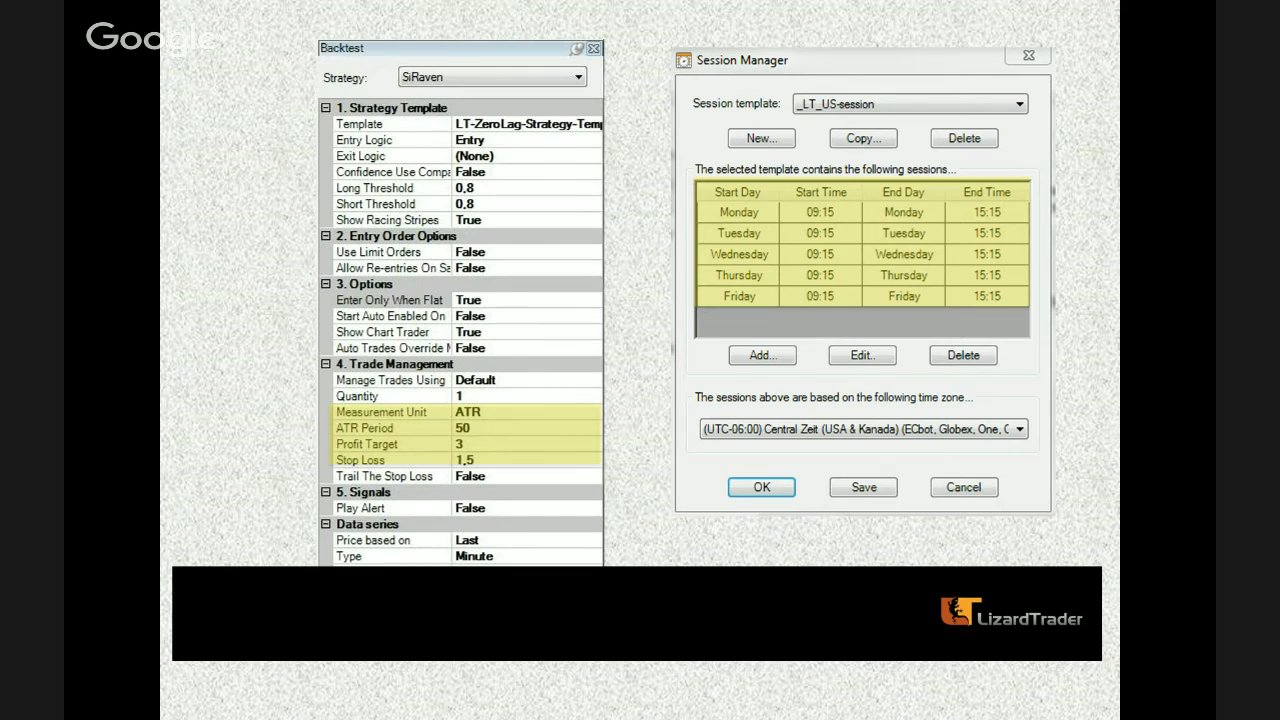 Google
Backtest
Strategy: SiRaven
1. Strategy Template
Template LT-ZeroLag-Strategy-Temp
Entry Logic Entry
Exit Logic (None)
Confidence Use Compa False
Long Threshold 0,8
Short Threshold 0,8
Show Racing Stripes True
2. Entry Order Options
Use Limit Orders False
Allow Re-entries On Sa False
3. Options
Enter Only When Flat True
Start Auto Enabled On False
Show Chart Trader True
Auto Trades Override M False
4. Trade Management
Manage Trades Using Default
Quantity 1
Measurement Unit ATR
ATR Period 50
Profit Target 3
Stop Loss 1,5
Trail The Stop Loss False
5. Signals
Play Alert False
Data series
Price based on Last
Type Minute
Session Manager
Session template: _LT_US-session
New... Copy... Delete
The selected template contains the following sessions...
Start Day Start Time End Day End Time
Monday 09:15 Monday 15:15
Tuesday 09:15 Tuesday 15:15
Wednesday 09:15 Wednesday 15:15
Thursday 09:15 Thursday 15:15
Friday 09:15 Friday 15:15
Add... Edit.. Delete
The sessions above are based on the following time zone...
(UTC-06:00) Central Zeit (USA & Kanada) (ECbot, Globex, One, C
OK Save Cancel
LizardTrader